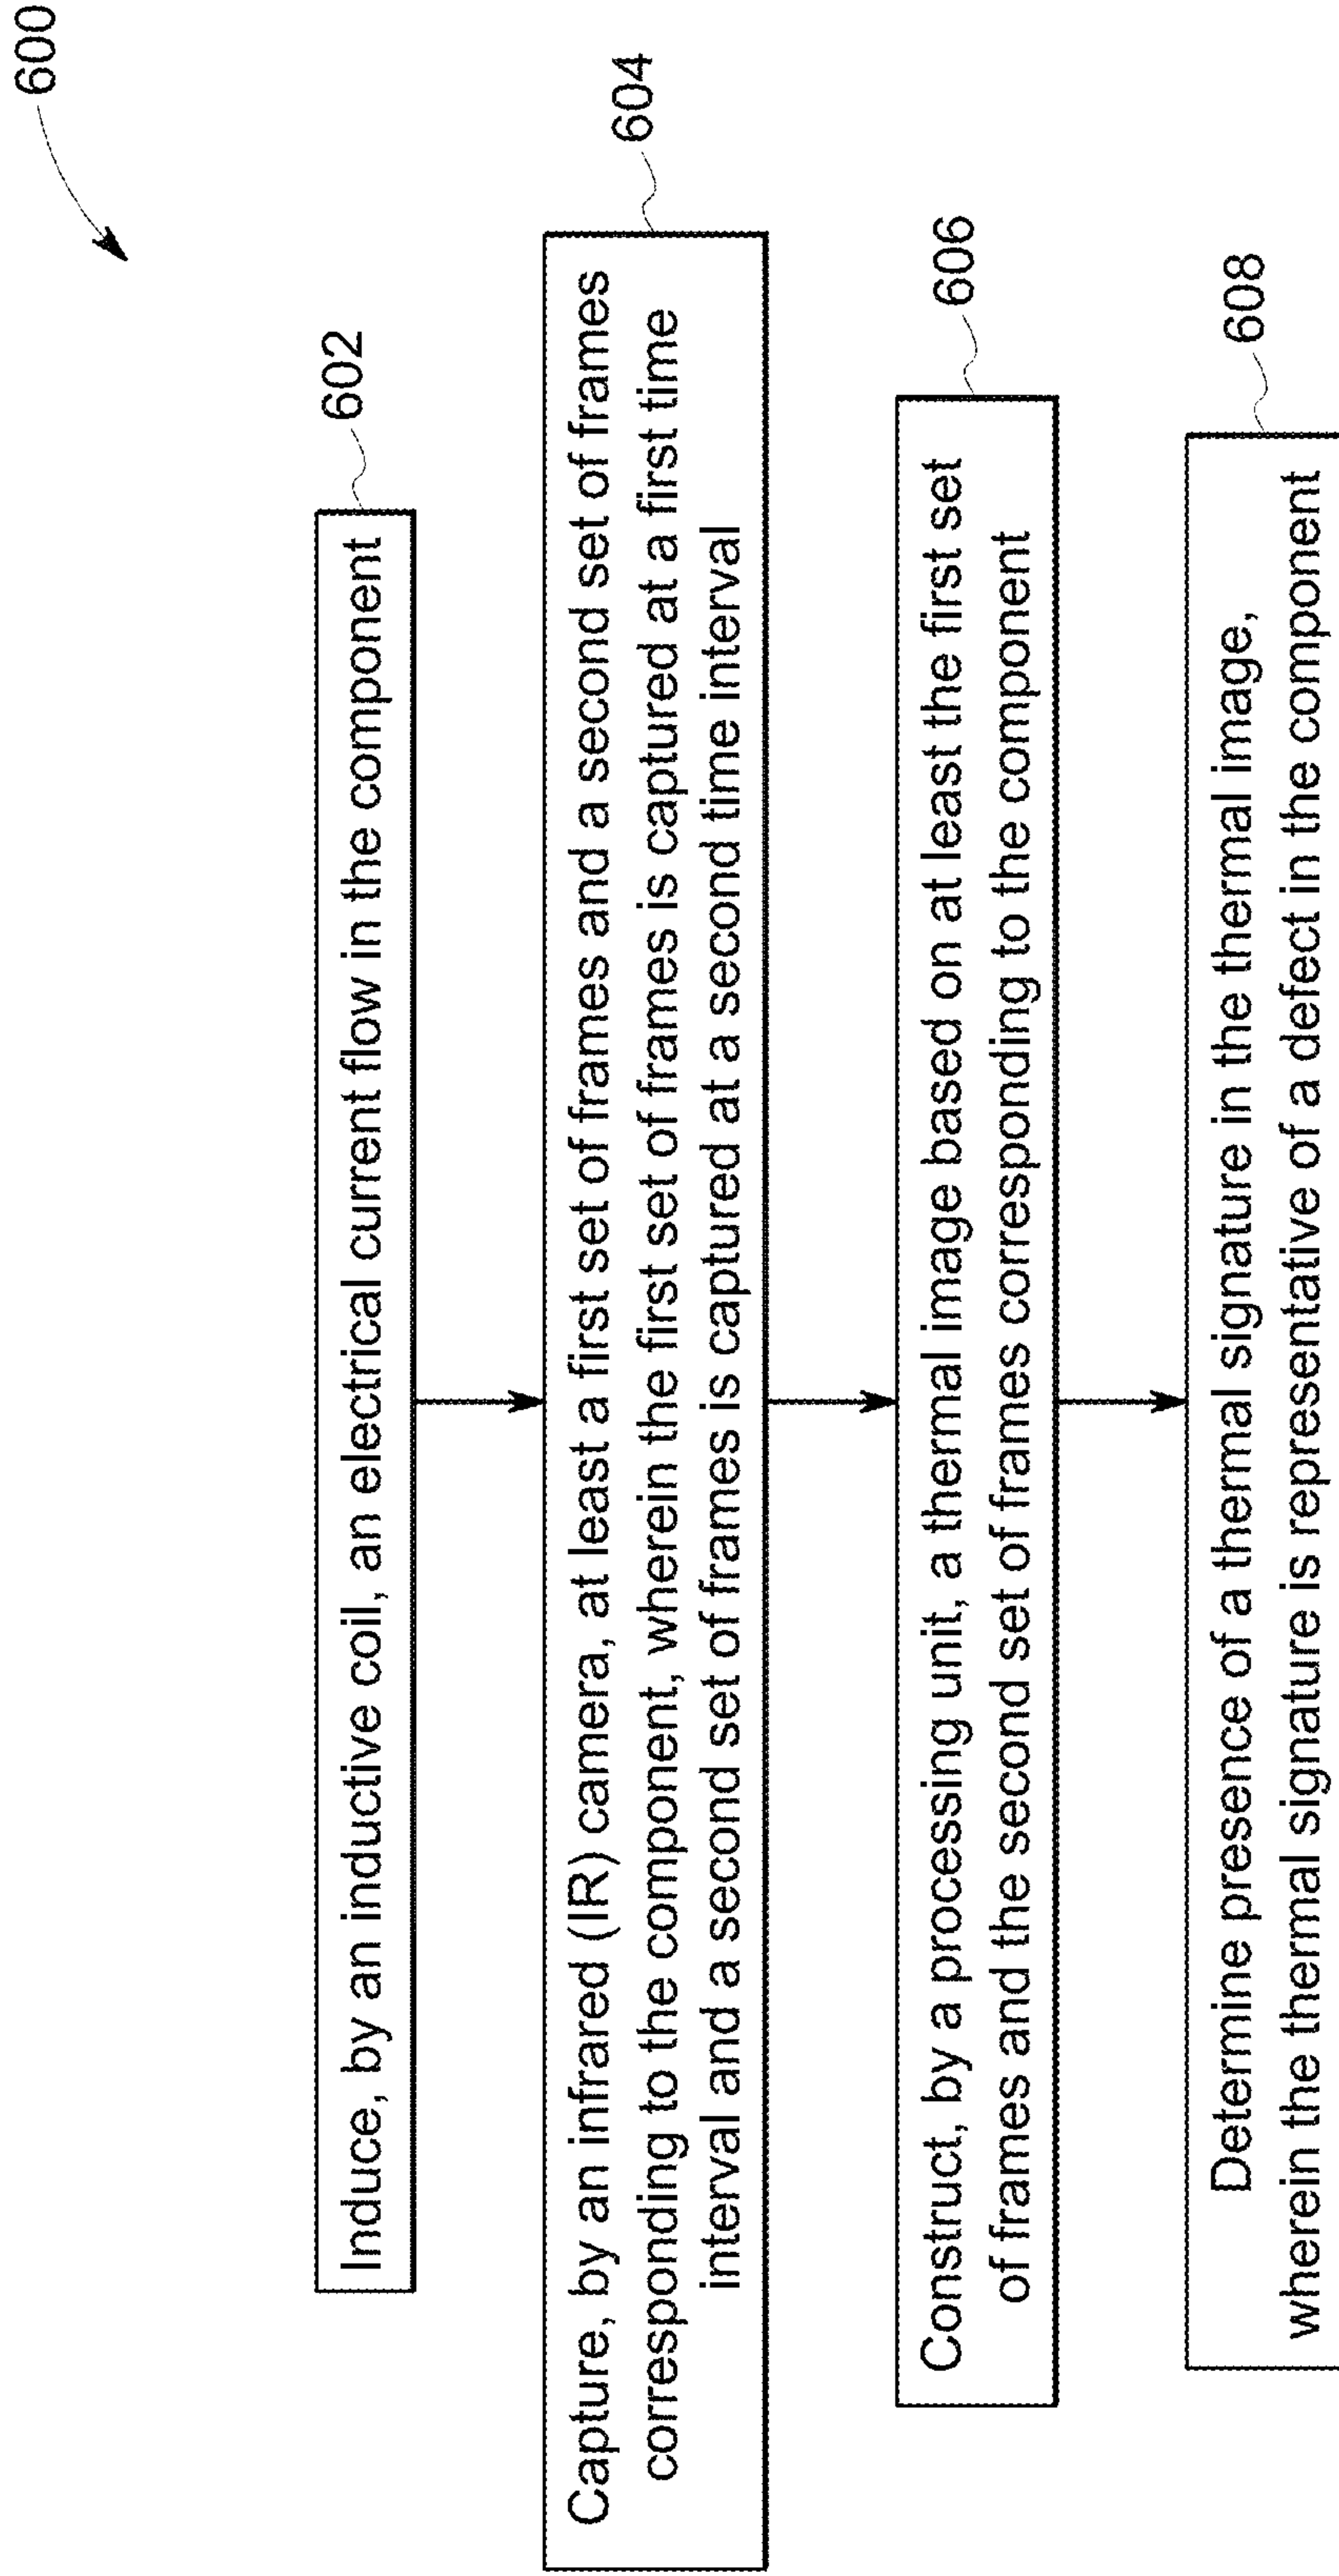 600
602
Induce, by an inductive coil, an electrical current flow in the component
604
Capture, by an infrared (IR) camera, at least a first set of frames and a second set of frames
corresponding to the component, wherein the first set of frames is captured at a first time
interval and a second set of frames is captured at a second time interval
606
Construct, by a processing unit, a thermal image based on at least the first set
of frames and the second set of frames corresponding to the component
608
Determine presence of a thermal signature in the thermal image,
wherein the thermal signature is representative of a defect in the component